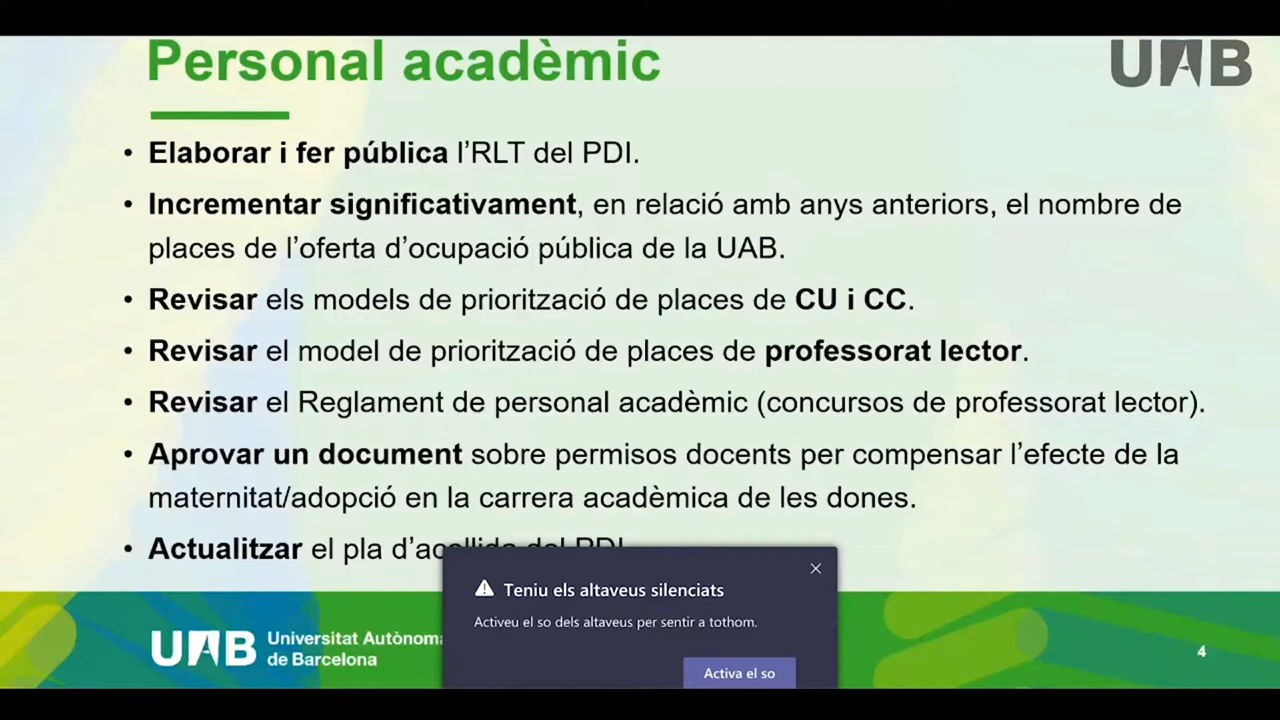 Personal acadèmic
UAB
• Elaborar i fer pública l’RLT del PDI.
• Incrementar significativament, en relació amb anys anteriors, el nombre de
places de l’oferta d’ocupació pública de la UAB.
• Revisar els models de priorització de places de CU i CC.
• Revisar el model de priorització de places de professorat lector.
• Revisar el Reglament de personal acadèmic (concursos de professorat lector).
• Aprovar un document sobre permisos docents per compensar l’efecte de la
maternitat/adopció en la carrera acadèmica de les dones.
• Actualitzar el pla d’acollida del PDI.
Teniu els altaveus silenciats
Activeu el so dels altaveus per sentir a tothom.
Activa el so
UAB
Universitat Autònoma
de Barcelona
4